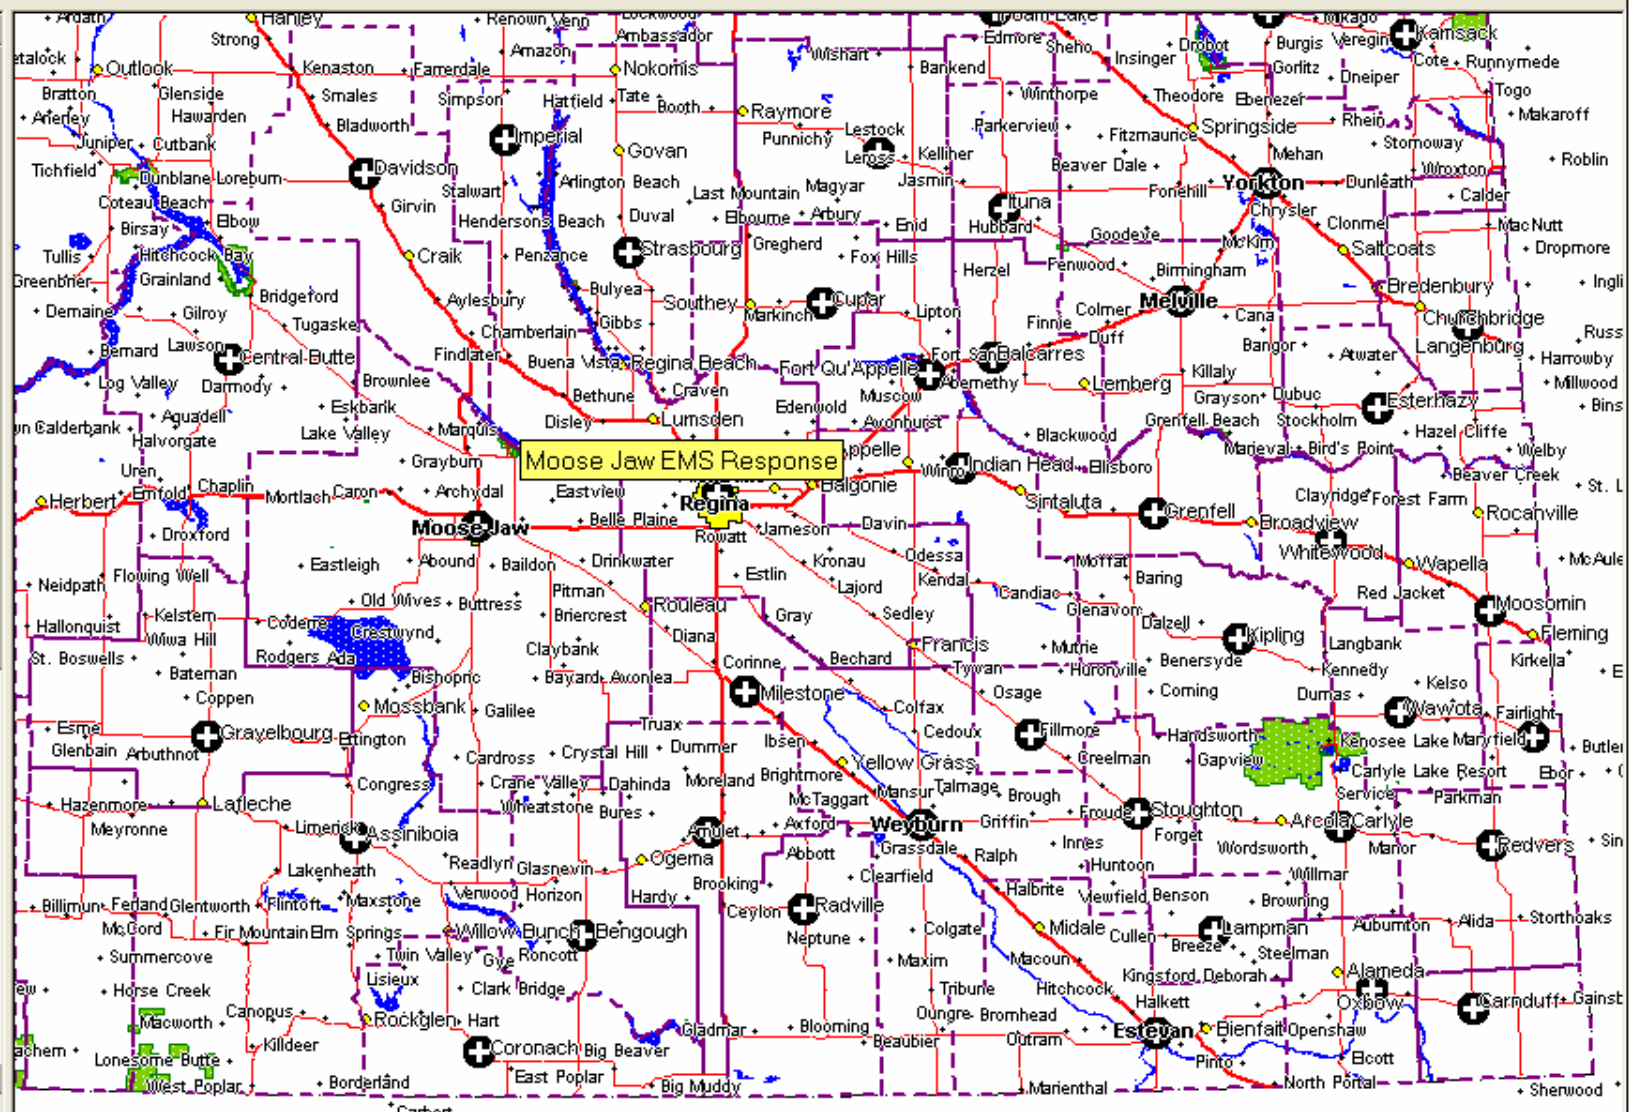 Ardath
Hanley
Renown
Venn
Lockwood
Foam Lake
Mikado
Strong
Ambassador
Edmore
Sheho
Drobot
Burgis
Veregin
Kamsack
Amazon
Wishart
Insinger
Gorlitz
Cote
Runnymede
Outlook
Kenaston
Farrerdale
Nokomis
Bankend
Dneiper
Bratton
Glenside
Smales
Simpson
Hatfield
Tate
Booth
Raymore
Winthorpe
Theodore
Ebenezer
Togo
Hawarden
Bladworth
Imperial
Punnichy
Lestock
Parkerview
Fitzmaurice
Springside
Rhein
Makaroff
Juniper
Cutbank
Govan
Leross
Kelliher
Beaver Dale
Mehan
Stornoway
Roblin
Tichfield
Dunblane
Loreburn
Davidson
Stalwart
Arlington Beach
Last Mountain
Magyar
Jasmin
Fonehill
Yorkton
Dunleath
Wroxton
Calder
Coteau Beach
Girvin
Hendersons Beach
Duval
Elbourne
Arbury
Ituna
Chrysler
Birsay
Elbow
Enid
Hubbard
Goodeve
McKim
Clonmel
MacNutt
Tullis
Hitchcock Bay
Craik
Penzance
Strasbourg
Gregherd
Fox Hills
Herzel
Fenwood
Birmingham
Saltcoats
Dropmore
Greenbrier
Grainland
Bridgeford
Aylesbury
Bulyea
Southey
Markinch
Cupar
Lipton
Colmer
Melville
Bredenbury
Ingli
Demaine
Gilroy
Tugaske
Chamberlain
Gibbs
Finnie
Duff
Cana
Churchbridge
Russ
Bernard
Lawson
Central Butte
Findlater
Buena Vista
Regina Beach
Fort Qu'Appelle
Fort San
Balcarres
Bangor
Atwater
Langenburg
Harrowby
Log Valley
Darmody
Brownlee
Bethune
Craven
Muscow
Abernethy
Lemberg
Killaly
Millwood
Aquadell
Eskbank
Disley
Lumsden
Edenwold
Avonhurst
Grayson
Dubuc
Esterhazy
Bins
wn Calderbank
Halvorgate
Lake Valley
Marquis
Blackwood
Grenfell Beach
Stockholm
Hazel Cliffe
Welby
Uren
Grayburn
Moose Jaw EMS Response
ppelle
Indian Head
Ellisboro
Marieval
Bird's Point
Beaver Creek
Herbert
Ernfold
Chaplin
Mortlach
Caron
Archydal
Eastview
Regina
Balgonie
Sintaluta
Grenfell
Clayridge
Forest Farm
St. L
Droxford
Moose Jaw
Belle Plaine
Rowatt
Jameson
Davin
Broadview
Rocanville
Neidpath
Flowing Well
Eastleigh
Abound
Baildon
Drinkwater
Estlin
Kronau
Odessa
Moffat
Whitewood
Wapella
McAule
Hallonquist
Kelstern
Old Wives
Buttress
Pitman
Rouleau
Lajord
Kendal
Candiac
Baring
Red Jacket
Moosomin
Wiwa Hill
Coderre
Crestwynd
Briercrest
Gray
Sedley
Glenavon
Dalzell
Kipling
Langbank
Fleming
St. Boswells
Rodgers
Ada
Claybank
Diana
Bechard
Francis
Mutrie
Benersyde
Kirkella
Bateman
Bishopric
Bayard
Avonlea
Corinne
Milestone
Tyvan
Huronville
Kennedy
Coppen
Mossbank
Galilee
Truax
Colfax
Osage
Corning
Dumas
Kelso
Esme
Gravelbourg
Ettington
Ibsen
Cedoux
Fillmore
Handsworth
Wawota
Fairlight
Glenbain
Arbuthnot
Cardross
Crystal Hill
Dummer
Yellow Grass
Creelman
Gapview
Kenosee Lake
Maryfield
Butler
Congress
Crane Valley
Dahinda
Moreland
Brightmore
Mansur
Talmage
Brough
Carlyle Lake Resort
Ebor
Hazenmore
Lafleche
Wheatstone
Bures
McTaggart
Froude
Stoughton
Service
Parkman
Meyronne
Limerick
Assiniboia
Amulet
Axford
Weyburn
Griffin
Forget
Arcola
Carlyle
Lakenheath
Readlyn
Glasnevin
Ogema
Abbott
Grassdale
Ralph
Innes
Wordsworth
Manor
Redvers
Sin
Billimun
Ferland
Glentworth
Flintoft
Maxstone
Verwood
Horizon
Hardy
Brooking
Clearfield
Halbrite
Huntoon
Viewfield
Benson
Willmar
McCord
Fir Mountain
Elm Springs
Willow Bunch
Bengough
Ceylon
Radville
Colgate
Midale
Cullen
Browning
Lampman
Auburnton
Alida
Storthoaks
Summercove
Twin Valley
Gye
Roncott
Neptune
Maxim
Macoun
Breeze
Steelman
Horse Creek
Lisieux
Clark Bridge
Tribune
Hitchcock
Kingsford
Deborah
Alameda
Macworth
Canopus
Rockglen
Hart
Gladmar
Blooming
Oungre
Bromhead
Halkett
Oxbow
Carnduff
Gainsb
Lonesome Butte
Killdeer
Coronach
Big Beaver
Beaubier
Outram
Estevan
Bienfait
Openshaw
West Poplar
Borderland
East Poplar
Big Muddy
Marienthal
Pinto
Elcott
North Portal
Sherwood